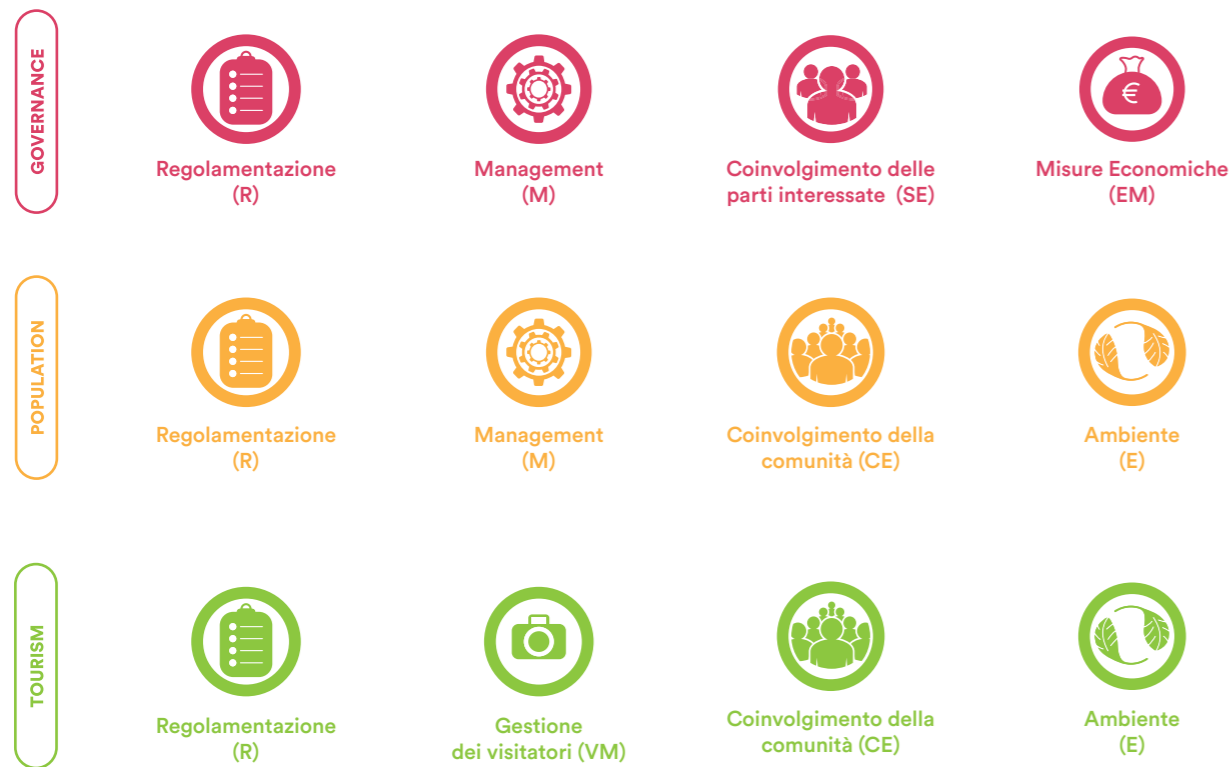 GOVERNANCE
Regolamentazione
(R)
Management
(M)
Coinvolgimento delle
parti interessate (SE)
€
Misure Economiche
(EM)
POPULATION
Regolamentazione
(R)
Management
(M)
Coinvolgimento della
comunità (CE)
Ambiente
(E)
TOURISM
Regolamentazione
(R)
Gestione
dei visitatori (VM)
Coinvolgimento della
comunità (CE)
Ambiente
(E)